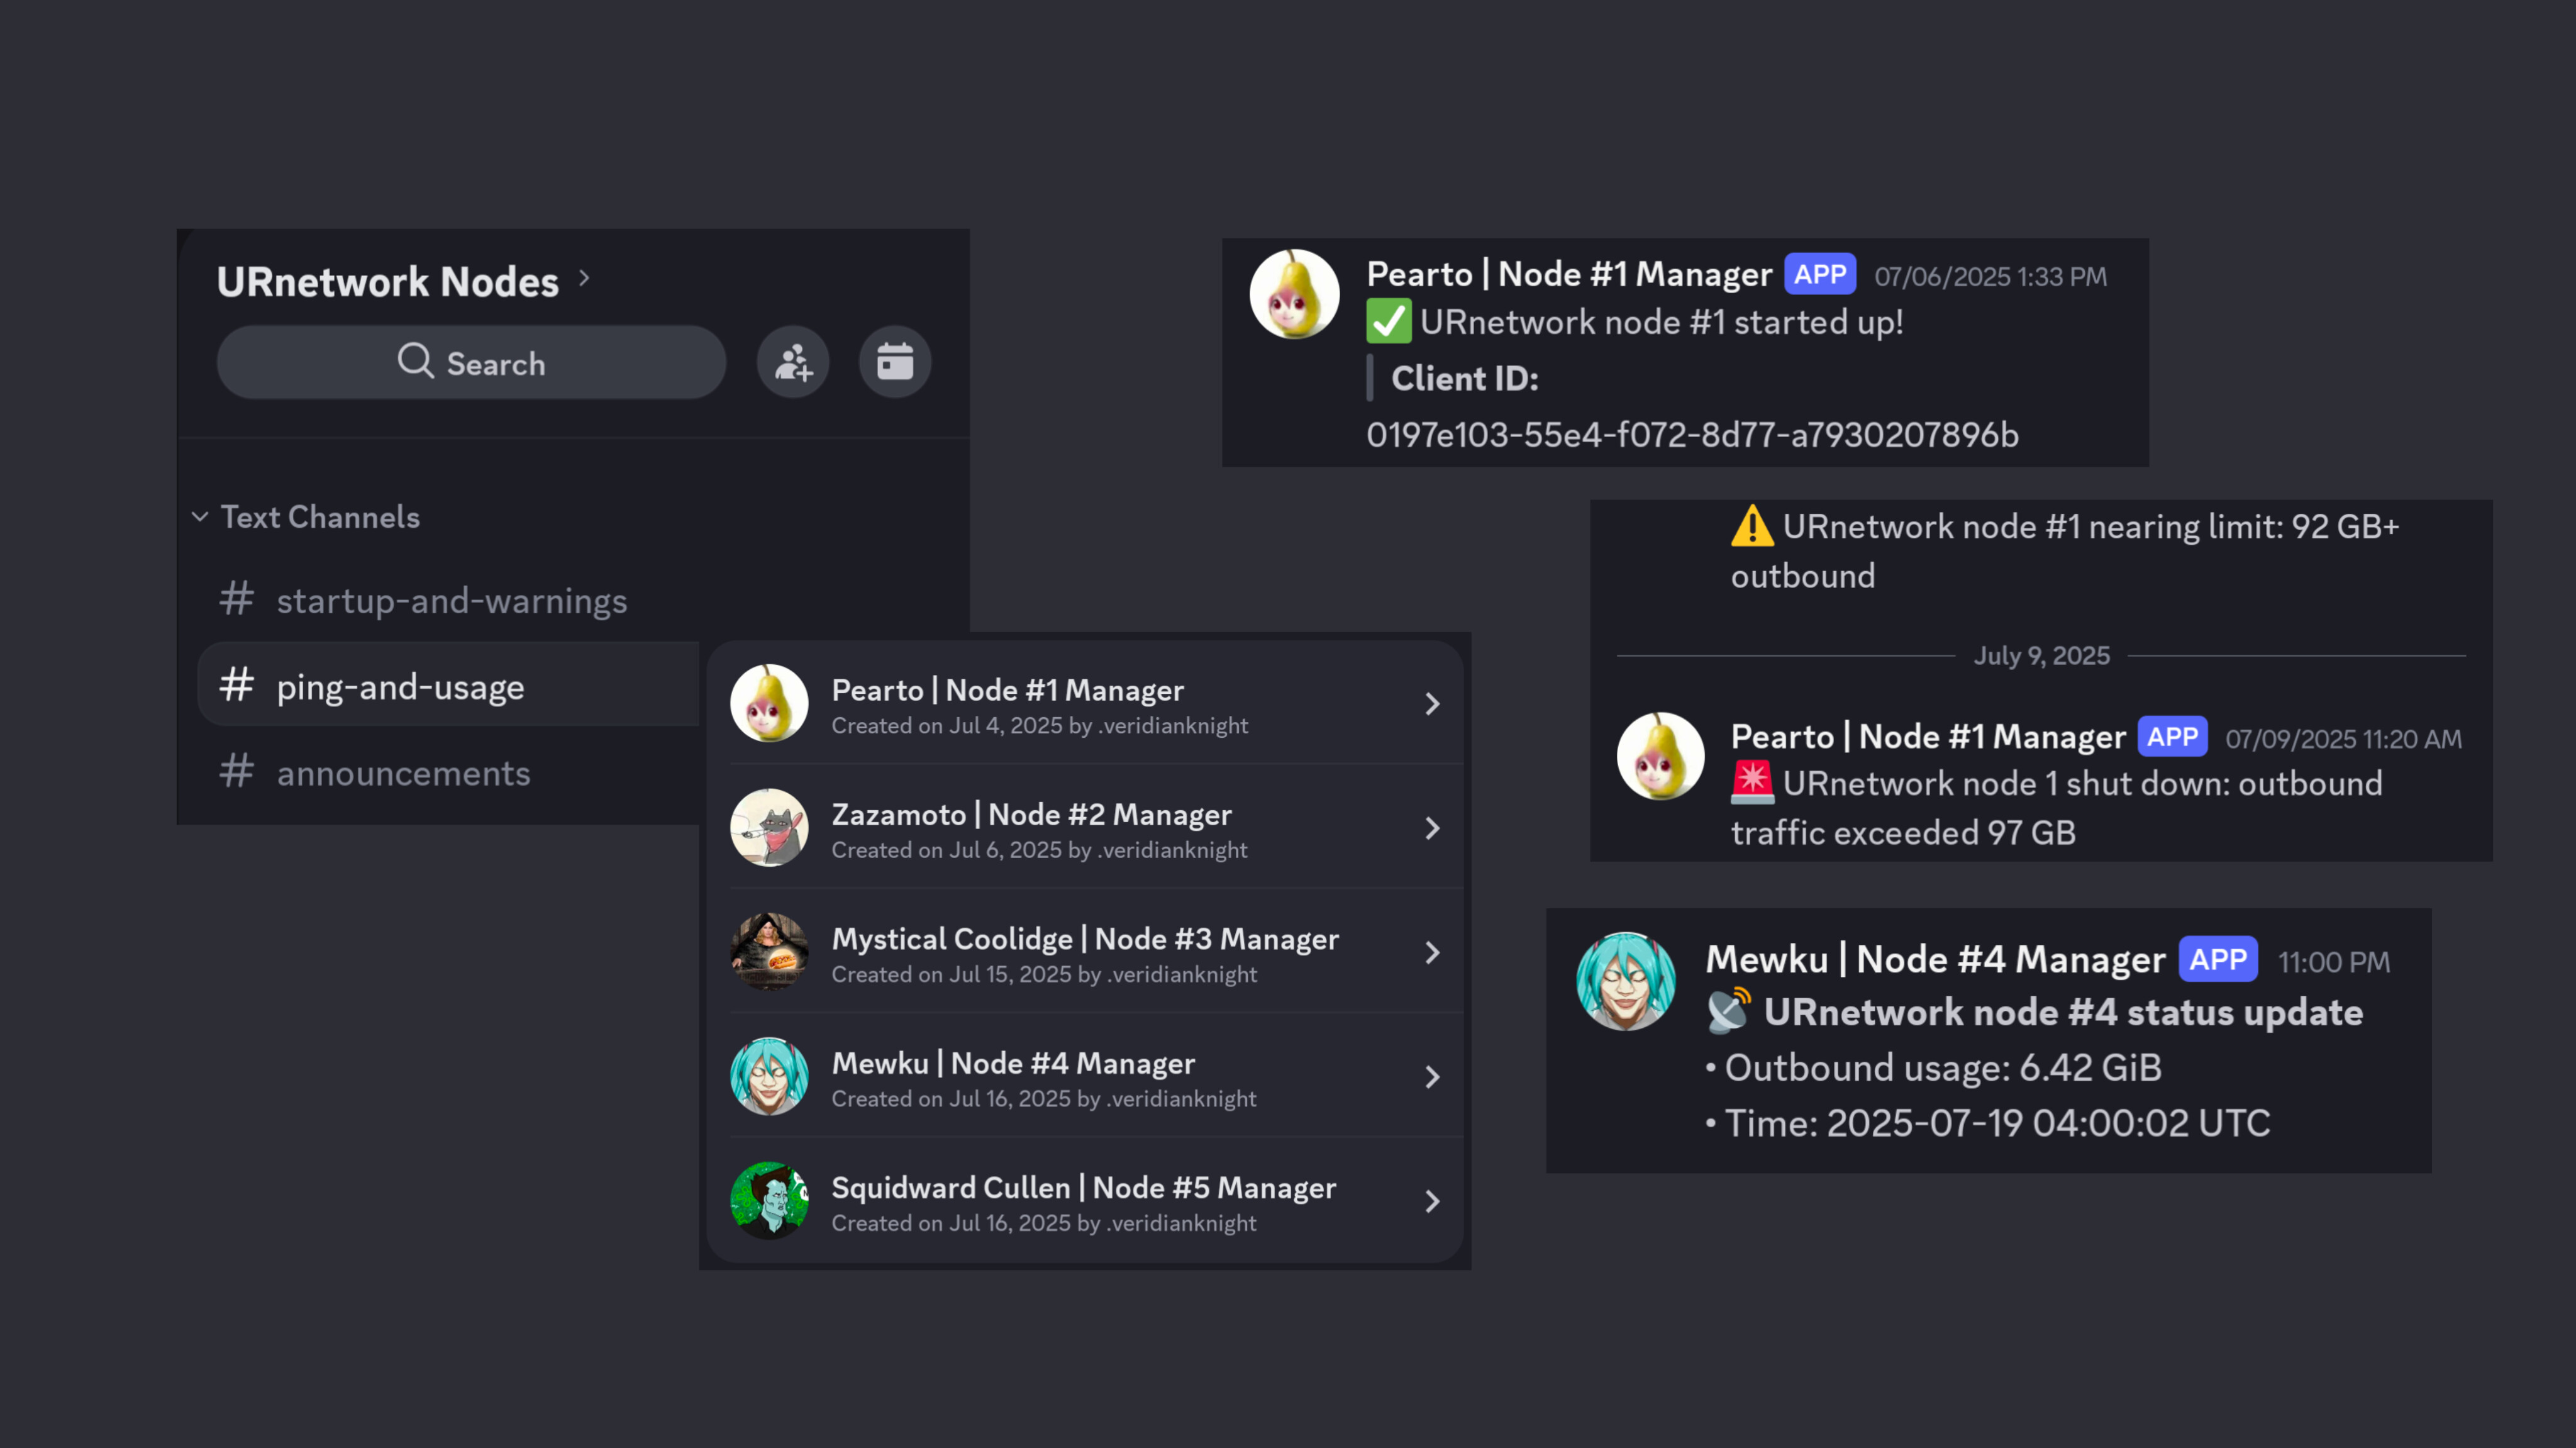 URnetwork Nodes
Search
Text Channels
# startup-and-warnings
# ping-and-usage
# announcements
Pearto | Node #1 Manager
Created on Jul 4, 2025 by .veridianknight
Zazamoto | Node #2 Manager
Created on Jul 6, 2025 by .veridianknight
Mystical Coolidge | Node #3 Manager
Created on Jul 15, 2025 by .veridianknight
Mewku | Node #4 Manager
Created on Jul 16, 2025 by .veridianknight
Squidward Cullen | Node #5 Manager
Created on Jul 16, 2025 by .veridianknight
Pearto | Node #1 Manager APP 07/06/2025 1:33 PM
✅ URnetwork node #1 started up!
Client ID:
0197e103-55e4-f072-8d77-a7930207896b
⚠️ URnetwork node #1 nearing limit: 92 GB+
outbound
July 9, 2025
Pearto | Node #1 Manager APP 07/09/2025 11:20 AM
🚨 URnetwork node 1 shut down: outbound
traffic exceeded 97 GB
Mewku | Node #4 Manager APP 11:00 PM
📡 URnetwork node #4 status update
• Outbound usage: 6.42 GiB
• Time: 2025-07-19 04:00:02 UTC